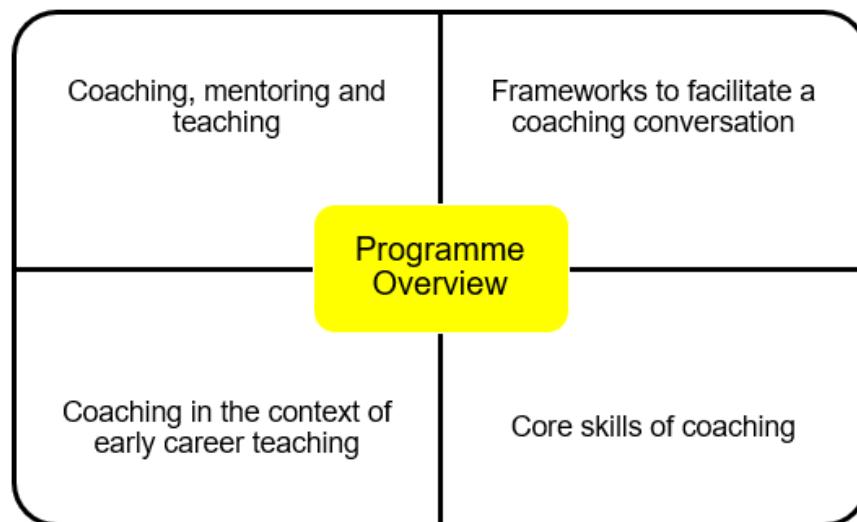 Coaching, mentoring and
teaching
Frameworks to facilitate a
coaching conversation
Programme
Overview
Coaching in the context of
early career teaching
Core skills of coaching